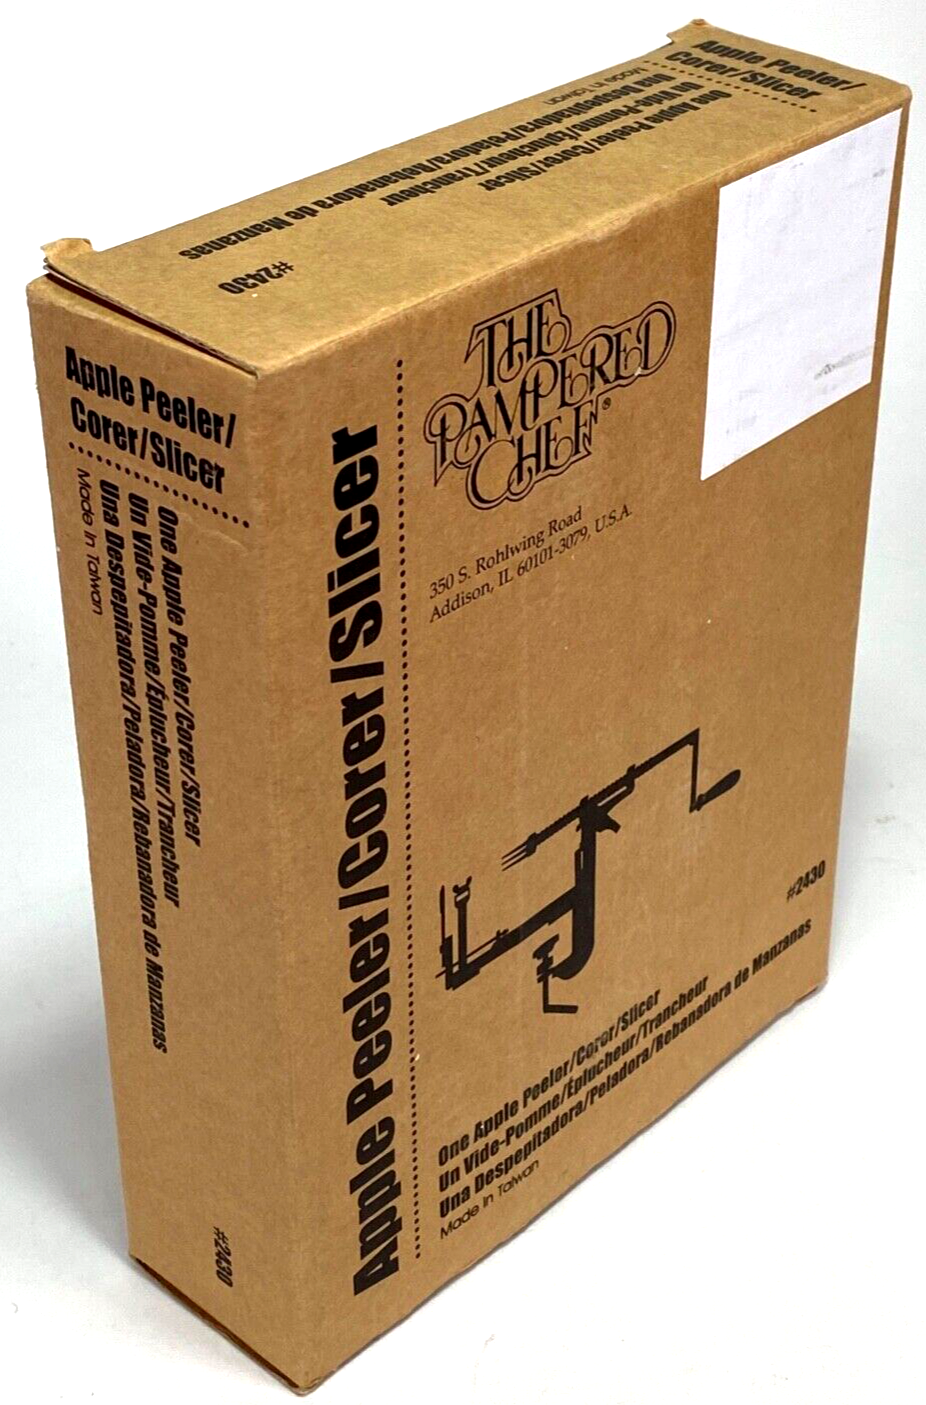 Apple Peeler/
Corer/Slicer
One Apple Peeler/Corer/Slicer
Un Vide-Pomme/Éplucheur/Trancheur
Una Despepitadora/Peladora/Rebanadora de Manzanas
Made in Taiwan
#2430
Apple Peeler/
Corer/Slicer
One Apple Peeler/Corer/Slicer
Un Vide-Pomme/Éplucheur/Trancheur
Una Despepitadora/Peladora/Rebanadora de Manzanas
Made in Taiwan
#2430
Apple Peeler/Corer/Slicer
THE
PAMPERED
CHEF®
350 S. Rohlwing Road
Addison, IL 60101-3079, U.S.A.
#2430
One Apple Peeler/Corer/Slicer
Un Vide-Pomme/Éplucheur/Trancheur
Una Despepitadora/Peladora/Rebanadora de Manzanas
Made in Taiwan